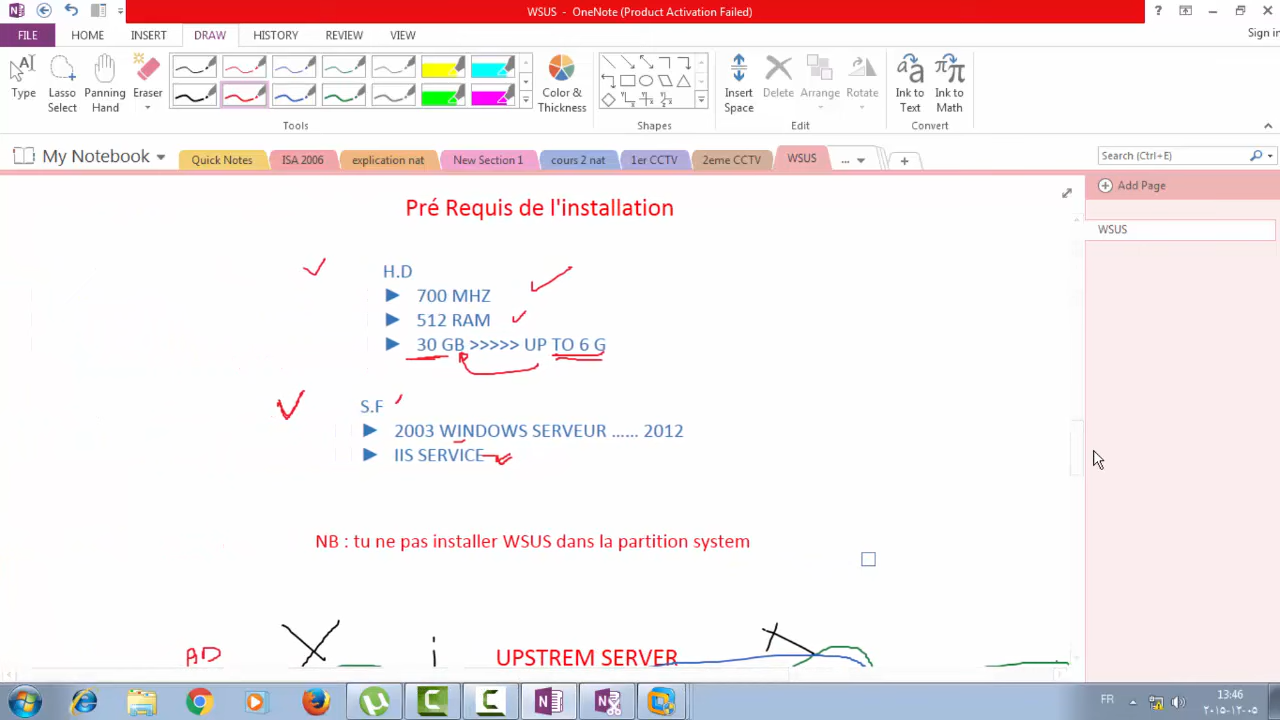 WSUS - OneNote (Product Activation Failed)
?
FILE HOME INSERT DRAW HISTORY REVIEW VIEW
Sign in
Type Lasso Select Panning Hand Eraser Color & Thickness Insert Space Delete Arrange Rotate Ink to Text Ink to Math
Tools Shapes Edit Convert
My Notebook Quick Notes ISA 2006 explication nat New Section 1 cours 2 nat 1er CCTV 2eme CCTV WSUS ... +
Search (Ctrl+E)
Add Page
WSUS
Pré Requis de l'installation
H.D
► 700 MHZ
► 512 RAM
► 30 GB >>>>> UP TO 6 G
S.F
► 2003 WINDOWS SERVEUR ...... 2012
► IIS SERVICE
NB : tu ne pas installer WSUS dans la partition system
AD
UPSTREM SERVER
FR
13:46
٢٠١٥-١٢-٠٥